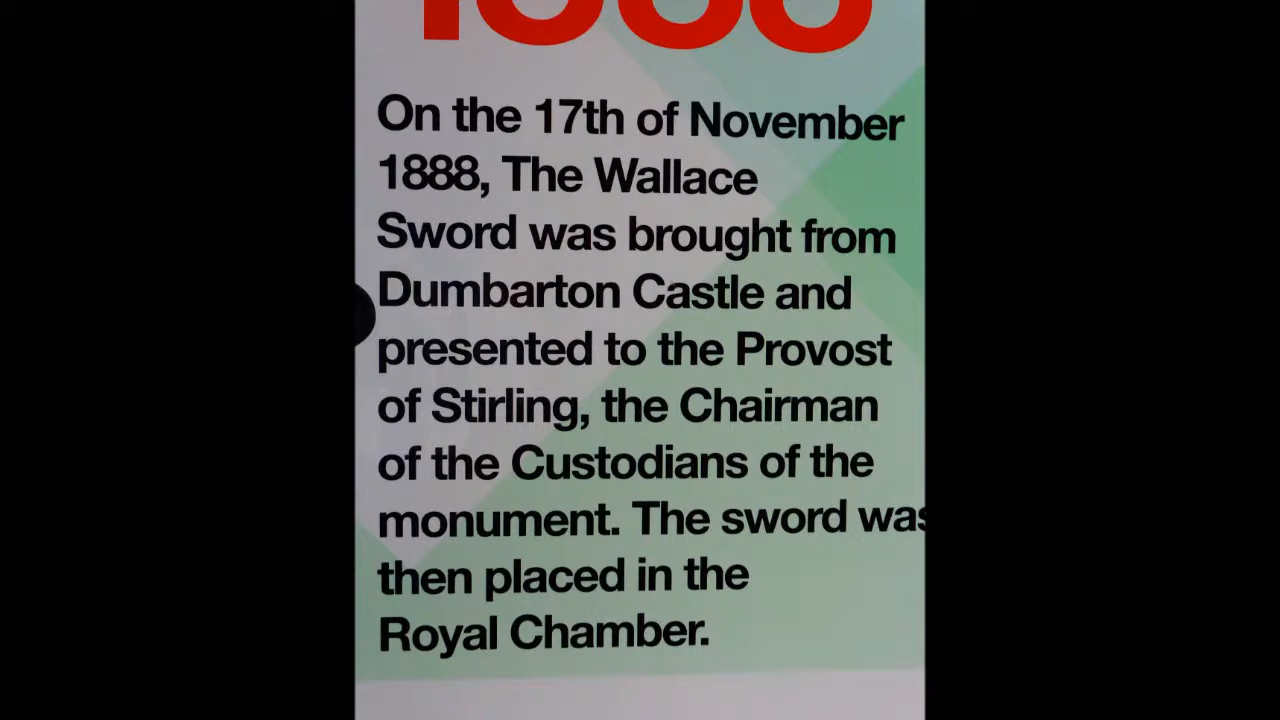 1888
On the 17th of November
1888, The Wallace
Sword was brought from
Dumbarton Castle and
presented to the Provost
of Stirling, the Chairman
of the Custodians of the
monument. The sword was
then placed in the
Royal Chamber.